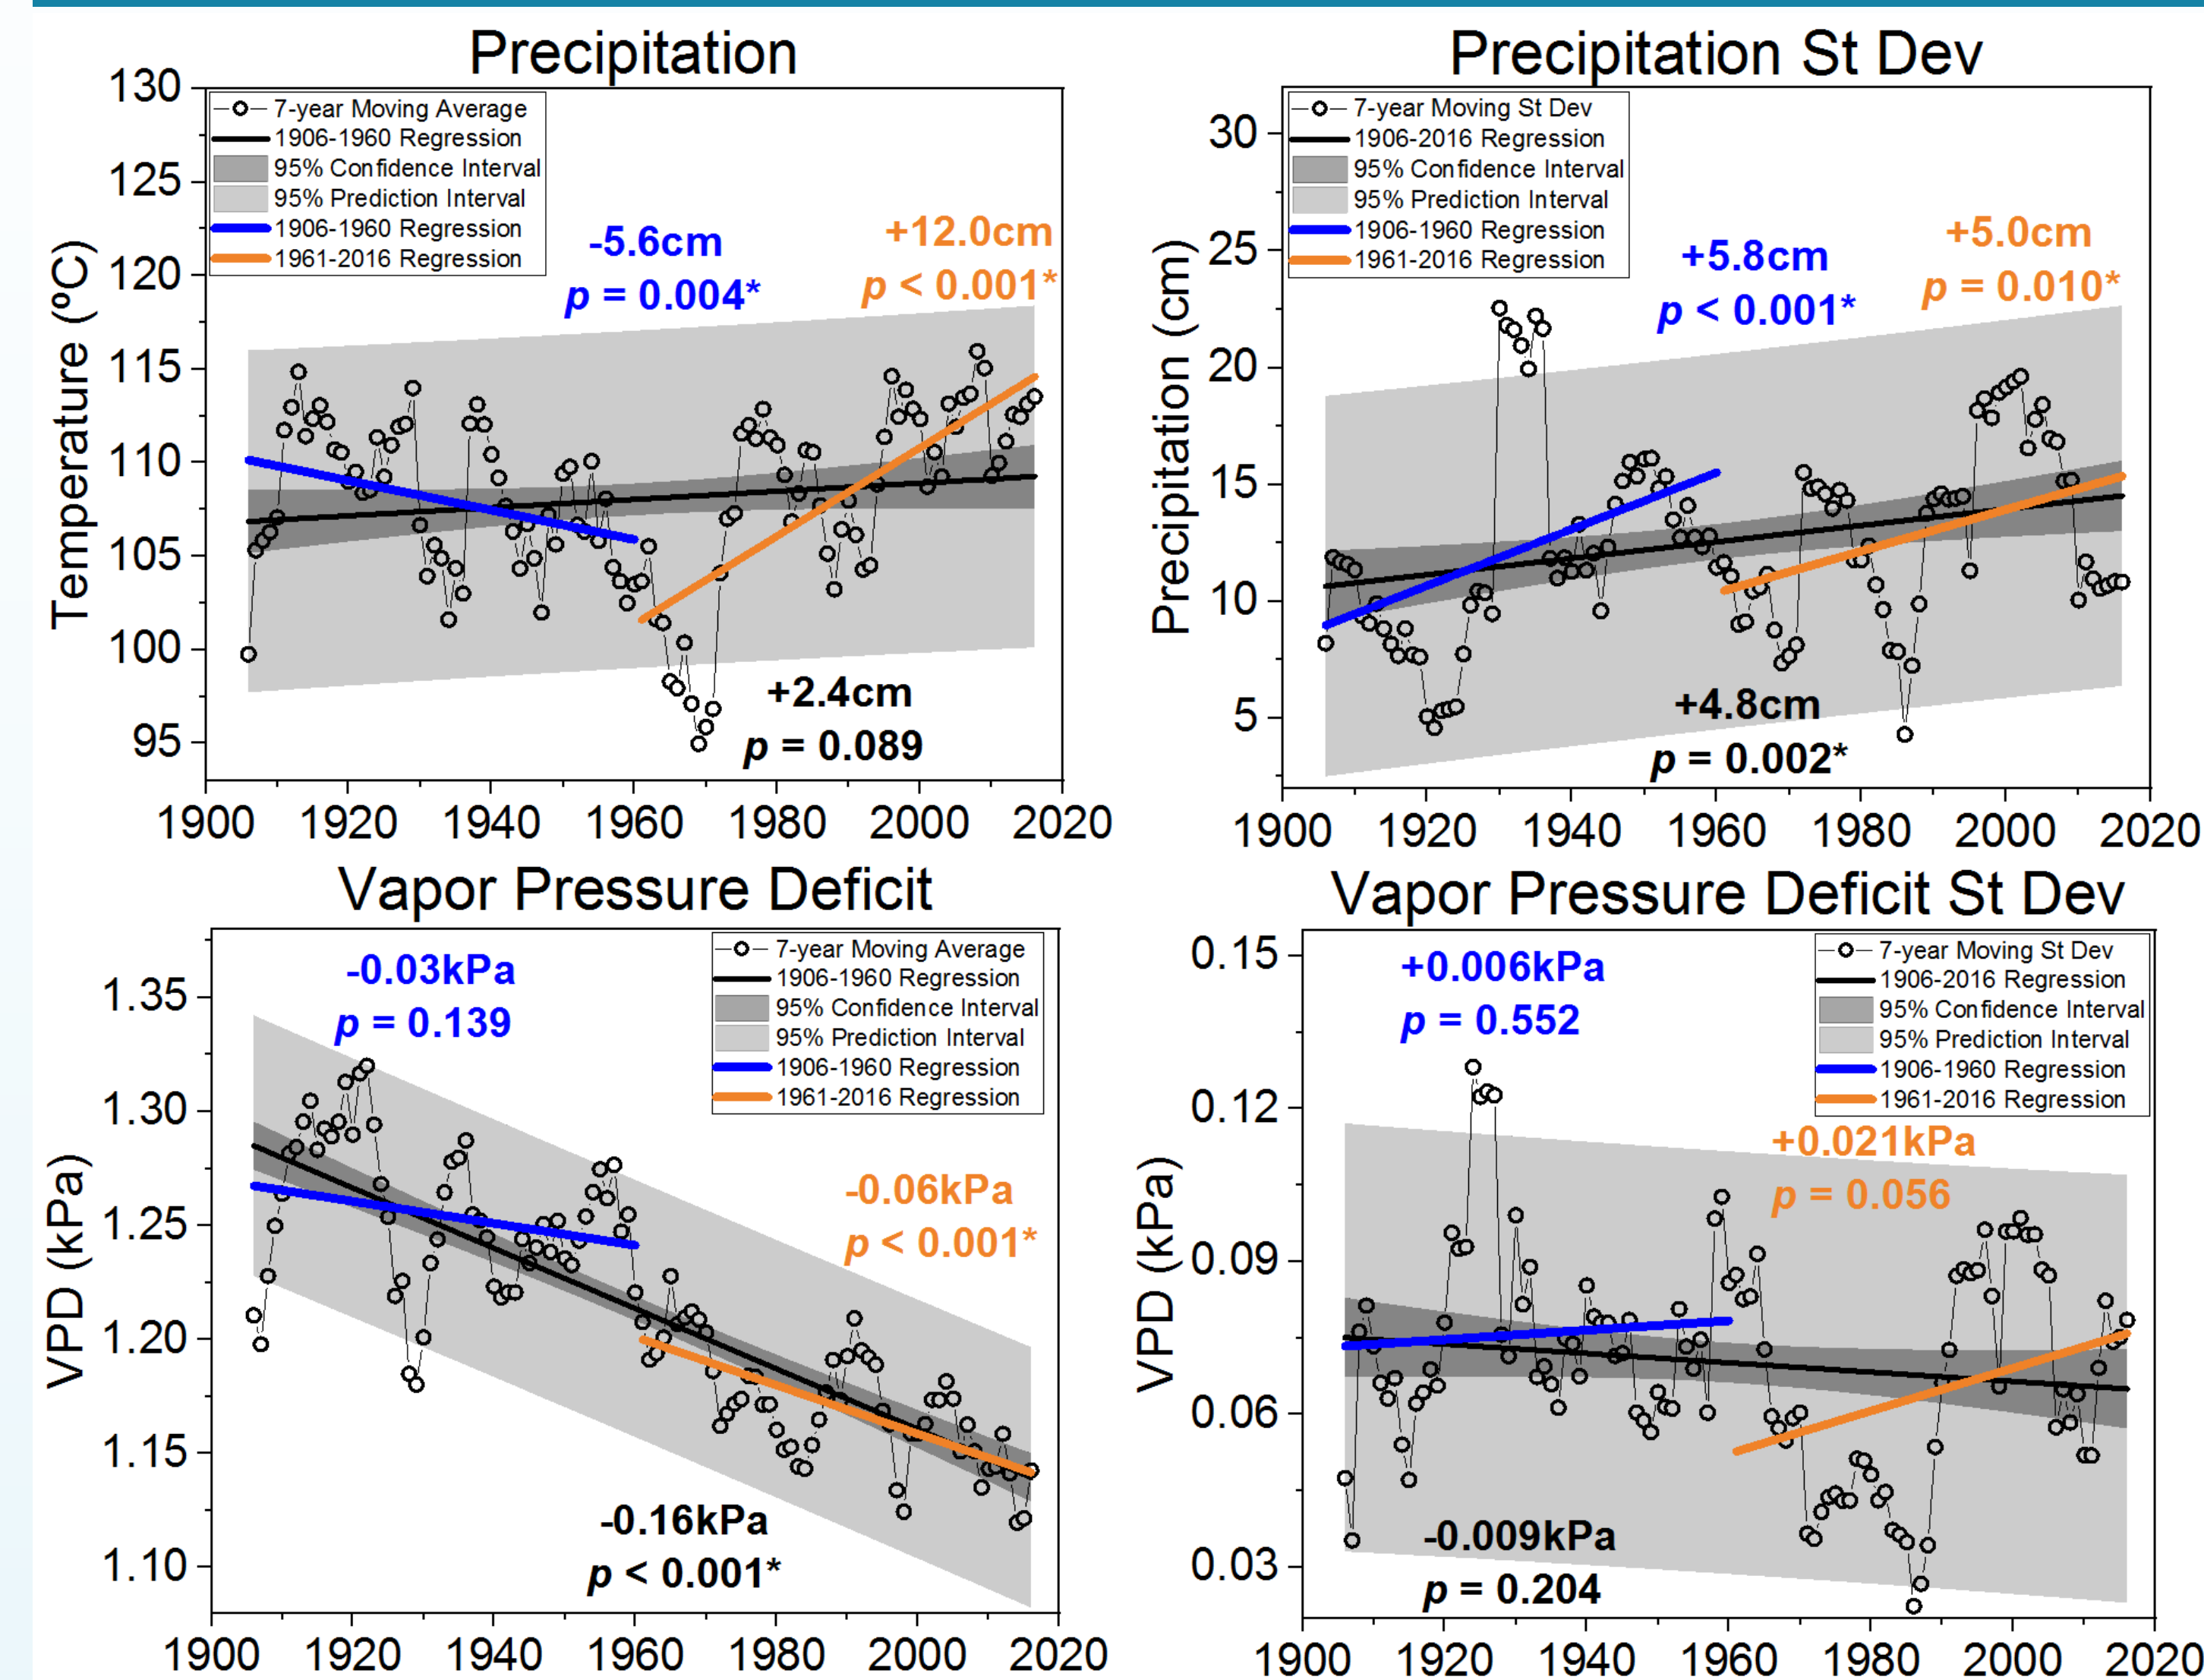 Precipitation
130
125
120
115
110
105
100
95
Temperature (ºC)
7-year Moving Average
1906-1960 Regression
95% Confidence Interval
95% Prediction Interval
1906-1960 Regression
1961-2016 Regression
-5.6cm
p = 0.004*
+12.0cm
p < 0.001*
+2.4cm
p = 0.089
1900 1920 1940 1960 1980 2000 2020
Precipitation St Dev
30
25
20
15
10
5
Precipitation (cm)
7-year Moving St Dev
1906-2016 Regression
95% Confidence Interval
95% Prediction Interval
1906-1960 Regression
1961-2016 Regression
+5.8cm
p < 0.001*
+5.0cm
p = 0.010*
+4.8cm
p = 0.002*
1900 1920 1940 1960 1980 2000 2020
Vapor Pressure Deficit
1.35
1.30
1.25
1.20
1.15
1.10
VPD (kPa)
-0.03kPa
p = 0.139
7-year Moving Average
1906-1960 Regression
95% Confidence Interval
95% Prediction Interval
1906-1960 Regression
1961-2016 Regression
-0.06kPa
p < 0.001*
-0.16kPa
p < 0.001*
1900 1920 1940 1960 1980 2000 2020
Vapor Pressure Deficit St Dev
0.15
0.12
0.09
0.06
0.03
VPD (kPa)
+0.006kPa
p = 0.552
7-year Moving St Dev
1906-2016 Regression
95% Confidence Interval
95% Prediction Interval
1906-1960 Regression
1961-2016 Regression
+0.021kPa
p = 0.056
-0.009kPa
p = 0.204
1900 1920 1940 1960 1980 2000 2020